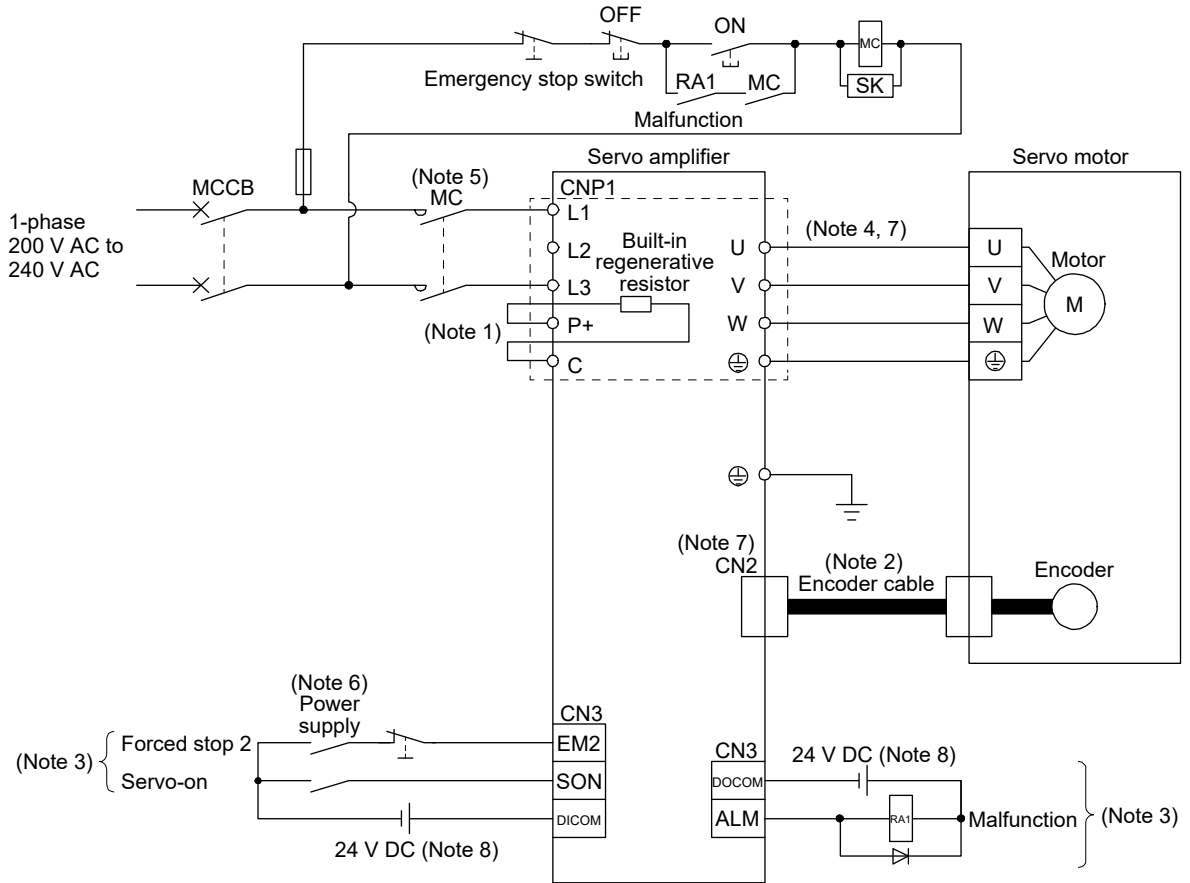 OFF
ON
MC
Emergency stop switch
RA1
MC
SK
Malfunction
Servo amplifier
Servo motor
MCCB
(Note 5)
MC
CNP1
1-phase
200 V AC to
240 V AC
L1
L2
L3
P+
C
Built-in
regenerative
resistor
(Note 1)
U
V
W
(Note 4, 7)
U
V
W
Motor
M
(Note 7)
CN2
(Note 2)
Encoder cable
Encoder
(Note 6)
Power
supply
(Note 3)
Forced stop 2
Servo-on
24 V DC (Note 8)
CN3
EM2
SON
DICOM
CN3
DOCOM
ALM
24 V DC (Note 8)
RA1
Malfunction
(Note 3)